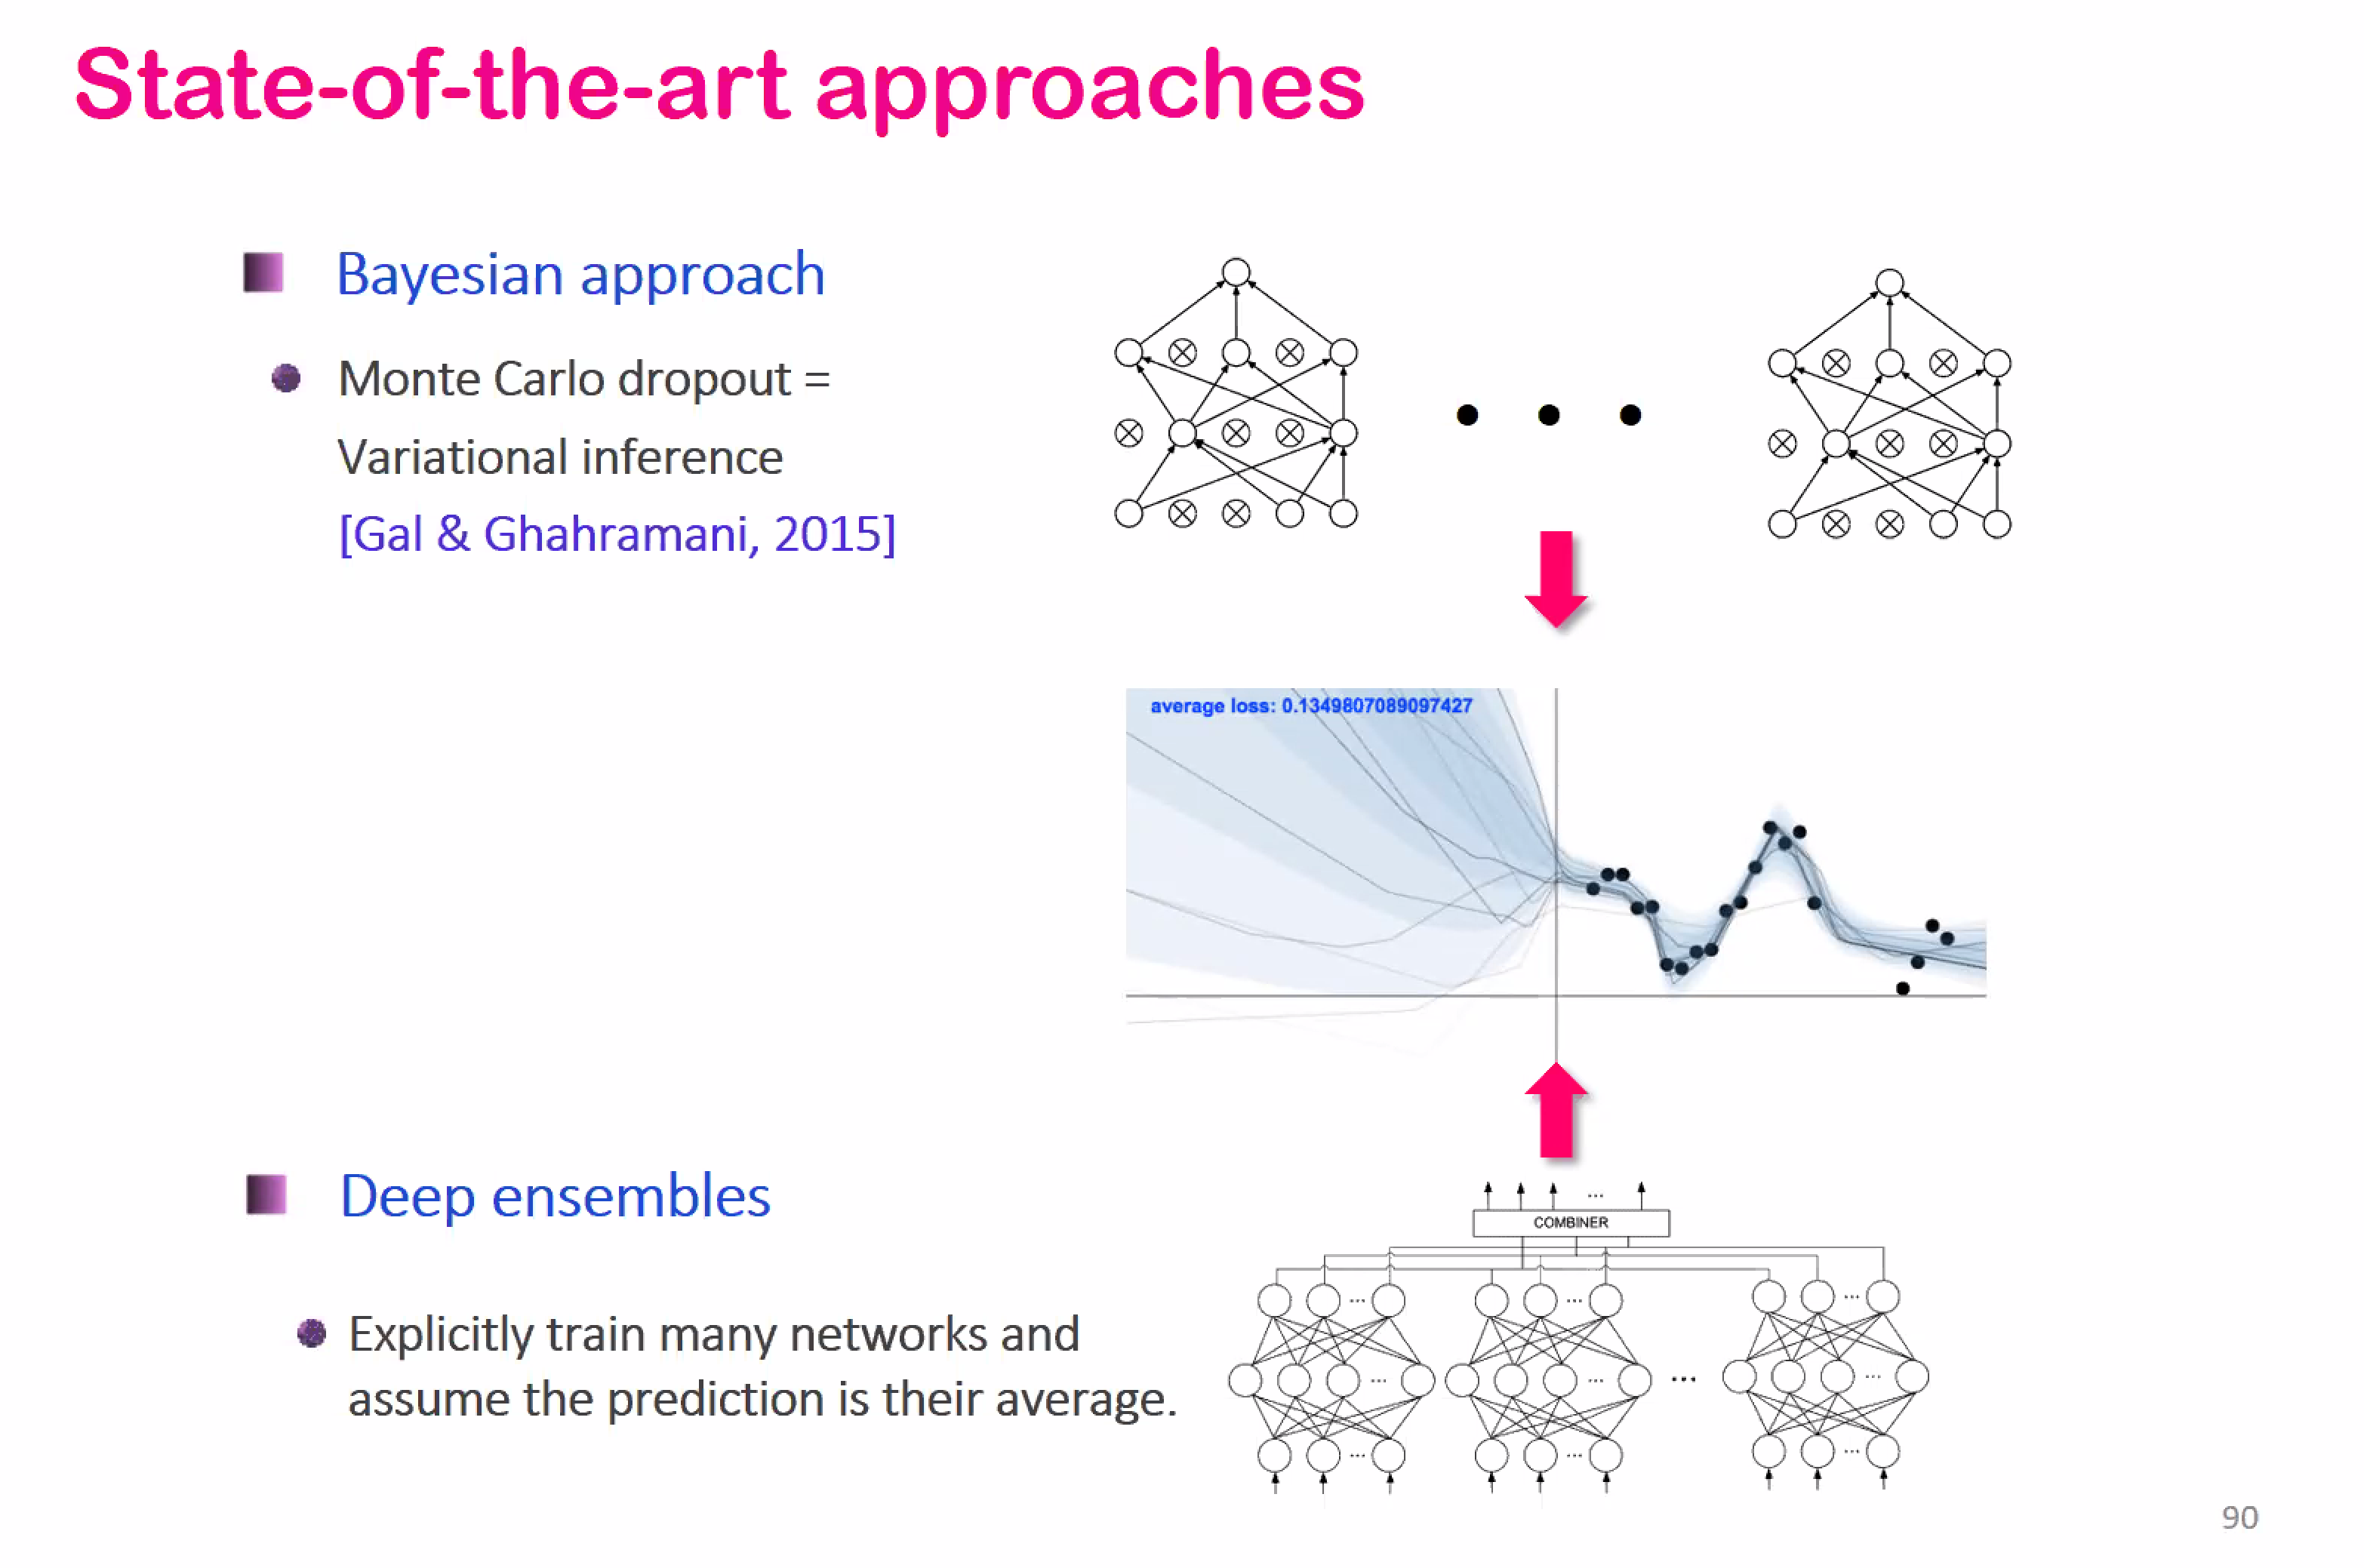 State-of-the-art approaches
Bayesian approach
Monte Carlo dropout =
Variational inference
[Gal & Ghahramani, 2015]
average loss: 0.1349807089097427
Deep ensembles
Explicitly train many networks and
assume the prediction is their average.
COMBINER
90